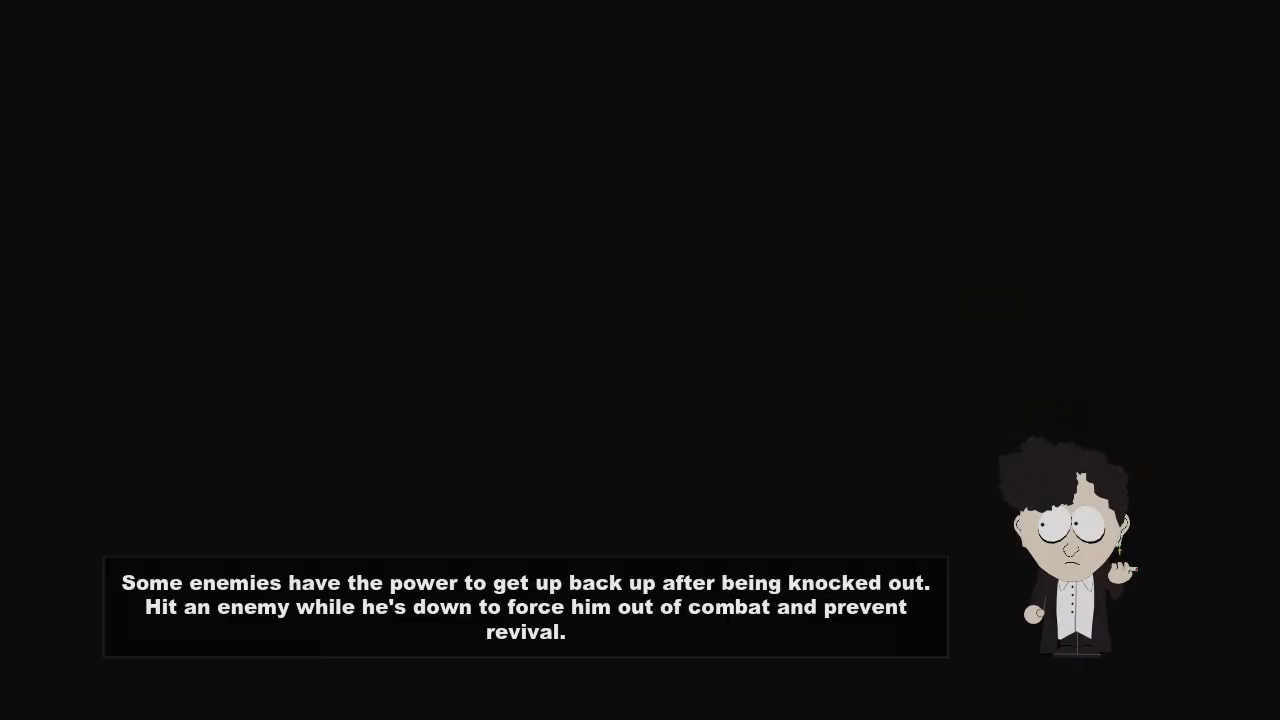 Some enemies have the power to get up back up after being knocked out.
Hit an enemy while he's down to force him out of combat and prevent
revival.